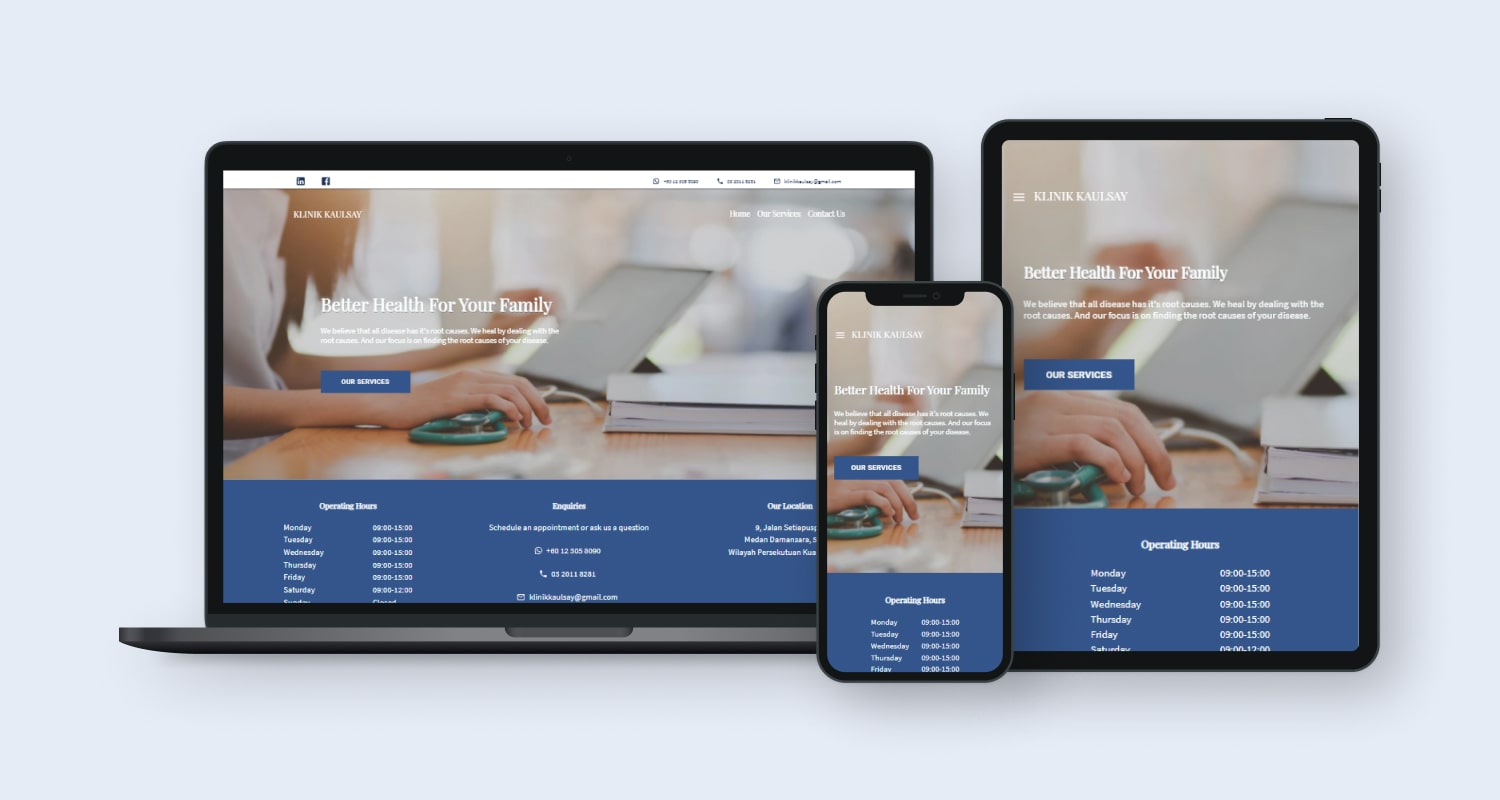 +60 12 305 8090
03 2011 8281
klinikkaulsay@gmail.com
KLINIK KAULSAY
Home Our Services Contact Us
Better Health For Your Family
We believe that all disease has it's root causes. We heal by dealing with the
root causes. And our focus is on finding the root causes of your disease.
OUR SERVICES
Operating Hours
Monday 09:00-15:00
Tuesday 09:00-15:00
Wednesday 09:00-15:00
Thursday 09:00-15:00
Friday 09:00-15:00
Saturday 09:00-12:00
Sunday Closed
Enquiries
Schedule an appointment or ask us a question
+60 12 305 8090
03 2011 8281
klinikkaulsay@gmail.com
Our Location
9, Jalan
Medan Damansara,
Wilayah Persekutuan
KLINIK KAULSAY
Better Health For Your Family
We believe that all disease has it's root causes. We
heal by dealing with the root causes. And our focus
is on finding the root causes of your disease.
OUR SERVICES
Operating Hours
Monday 09:00-15:00
Tuesday 09:00-15:00
Wednesday 09:00-15:00
Thursday 09:00-15:00
Friday 09:00-15:00
KLINIK KAULSAY
Better Health For Your Family
We believe that all disease has it's root causes. We heal by dealing with the
root causes. And our focus is on finding the root causes of your disease.
OUR SERVICES
Operating Hours
Monday 09:00-15:00
Tuesday 09:00-15:00
Wednesday 09:00-15:00
Thursday 09:00-15:00
Friday 09:00-15:00
Saturday 09:00-12:00